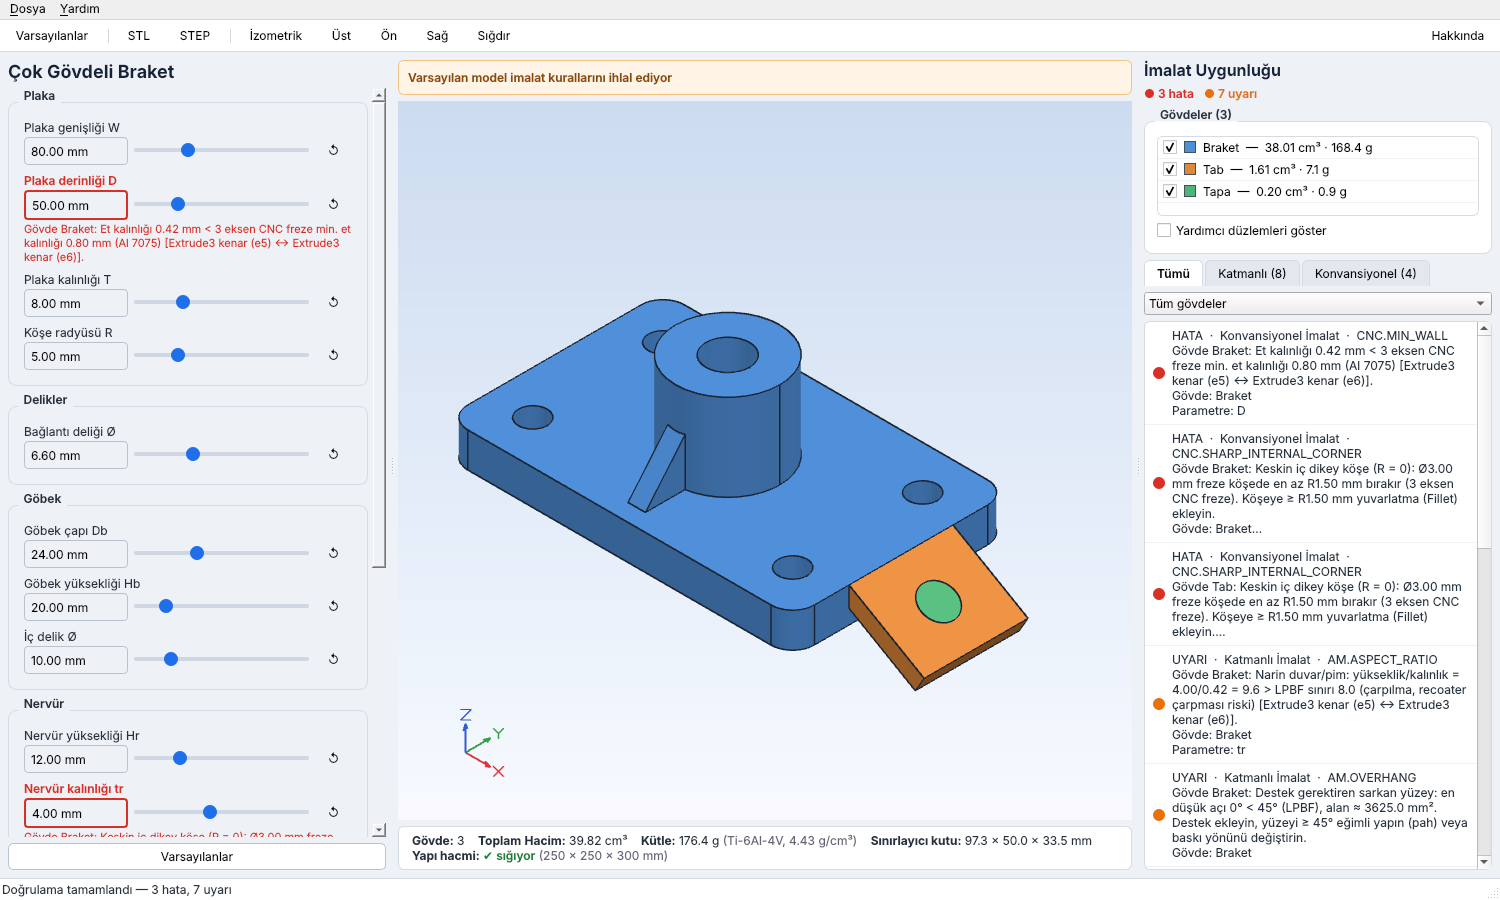 Dosya Yardım
Varsayılanlar STL STEP İzometrik Üst Ön Sağ Sığdır Hakkında
Çok Gövdeli Braket
Plaka
Plaka genişliği W
80.00 mm
Plaka derinliği D
50.00 mm
Gövde Braket: Et kalınlığı 0.42 mm < 3 eksen CNC freze min. et
kalınlığı 0.80 mm (Al 7075) [Extrude3 kenar (e5) ↔ Extrude3
kenar (e6)].
Plaka kalınlığı T
8.00 mm
Köşe radyüsü R
5.00 mm
Delikler
Bağlantı deliği Ø
6.60 mm
Göbek
Göbek çapı Db
24.00 mm
Göbek yüksekliği Hb
20.00 mm
İç delik Ø
10.00 mm
Nervür
Nervür yüksekliği Hr
12.00 mm
Nervür kalınlığı tr
4.00 mm
Gövde Braket: Keskin iç dikey köşe (R = 0): Ø3.00 mm freze
Varsayılanlar
Varsayılan model imalat kurallarını ihlal ediyor
Z
Y
X
Gövde: 3 Toplam Hacim: 39.82 cm³ Kütle: 176.4 g (Ti-6Al-4V, 4.43 g/cm³) Sınırlayıcı kutu: 97.3 × 50.0 × 33.5 mm
Yapı hacmi: ✔ sığıyor (250 × 250 × 300 mm)
İmalat Uygunluğu
3 hata 7 uyarı
Gövdeler (3)
Braket — 38.01 cm³ · 168.4 g
Tab — 1.61 cm³ · 7.1 g
Tapa — 0.20 cm³ · 0.9 g
Yardımcı düzlemleri göster
Tümü Katmanlı (8) Konvansiyonel (4)
Tüm gövdeler
HATA · Konvansiyonel İmalat · CNC.MIN_WALL
Gövde Braket: Et kalınlığı 0.42 mm < 3 eksen CNC
freze min. et kalınlığı 0.80 mm (Al 7075) [Extrude3
kenar (e5) ↔ Extrude3 kenar (e6)].
Gövde: Braket
Parametre: D
HATA · Konvansiyonel İmalat ·
CNC.SHARP_INTERNAL_CORNER
Gövde Braket: Keskin iç dikey köşe (R = 0): Ø3.00
mm freze köşede en az R1.50 mm bırakır (3 eksen
CNC freze). Köşeye ≥ R1.50 mm yuvarlatma (Fillet)
ekleyin.
Gövde: Braket...
HATA · Konvansiyonel İmalat ·
CNC.SHARP_INTERNAL_CORNER
Gövde Tab: Keskin iç dikey köşe (R = 0): Ø3.00 mm
freze köşede en az R1.50 mm bırakır (3 eksen CNC
freze). Köşeye ≥ R1.50 mm yuvarlatma (Fillet)
ekleyin....
UYARI · Katmanlı İmalat · AM.ASPECT_RATIO
Gövde Braket: Narin duvar/pim: yükseklik/kalınlık =
4.00/0.42 = 9.6 > LPBF sınırı 8.0 (çarpılma, recoater
çarpması riski) [Extrude3 kenar (e5) ↔ Extrude3
kenar (e6)].
Gövde: Braket
Parametre: tr
UYARI · Katmanlı İmalat · AM.OVERHANG
Gövde Braket: Destek gerektiren sarkan yüzey: en
düşük açı 0° < 45° (LPBF), alan ≈ 3625.0 mm².
Destek ekleyin, yüzeyi ≥ 45° eğimli yapın (pah) veya
baskı yönünü değiştirin.
Gövde: Braket
Doğrulama tamamlandı — 3 hata, 7 uyarı